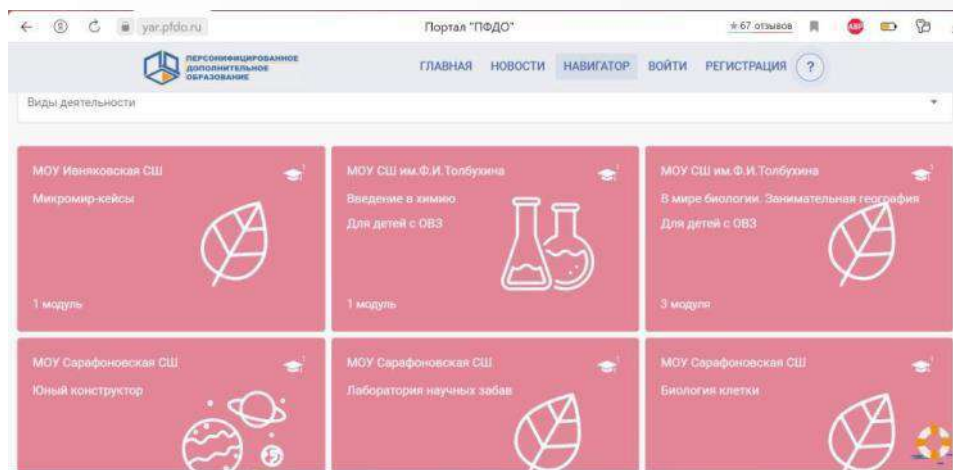 yar.pfdo.ru
Портал "ПФДО"
★ 67 отзывов
ABP
ПЕРСОНИФИЦИРОВАННОЕ
ДОПОЛНИТЕЛЬНОЕ
ОБРАЗОВАНИЕ
ГЛАВНАЯ НОВОСТИ НАВИГАТОР ВОЙТИ РЕГИСТРАЦИЯ ?
Виды деятельности
МОУ Ивняковская СШ
Микромир-кейсы
1 модуль
МОУ СШ им.Ф.И.Толбухина
Введение в химию
Для детей с ОВЗ
1 модуль
МОУ СШ им.Ф.И.Толбухина
В мире биологии. Занимательная география
Для детей с ОВЗ
3 модуля
МОУ Сарафоновская СШ
Юный конструктор
МОУ Сарафоновская СШ
Лаборатория научных забав
МОУ Сарафоновская СШ
Биология клетки